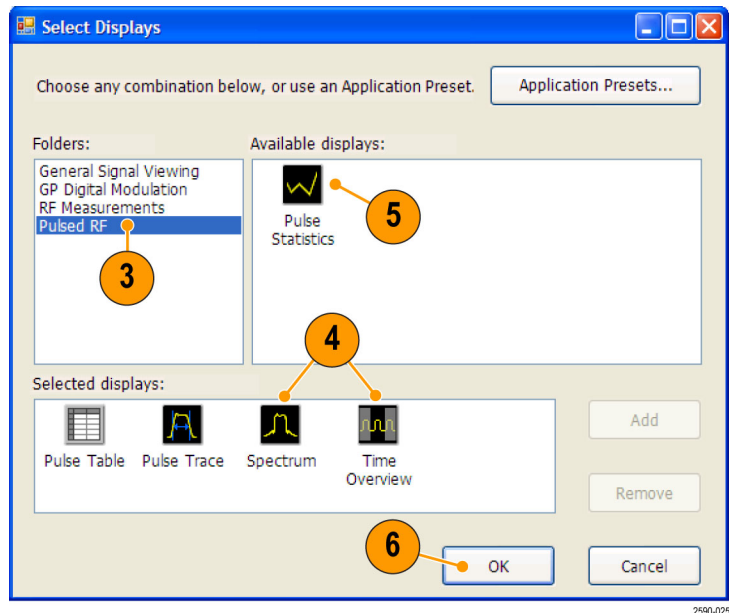 Select Displays
Choose any combination below, or use an Application Preset.
Application Presets...
Folders:
Available displays:
General Signal Viewing
GP Digital Modulation
RF Measurements
Pulsed RF
3
Pulse
Statistics
5
4
Selected displays:
Pulse Table
Pulse Trace
Spectrum
Time
Overview
Add
Remove
6
OK
Cancel
2590-025